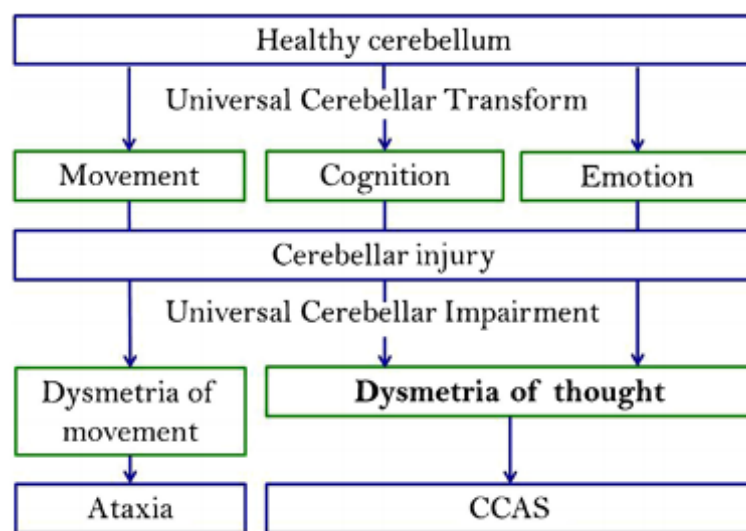 Healthy cerebellum
Universal Cerebellar Transform
Movement
Cognition
Emotion
Cerebellar injury
Universal Cerebellar Impairment
Dysmetria of
movement
Dysmetria of thought
Ataxia
CCAS